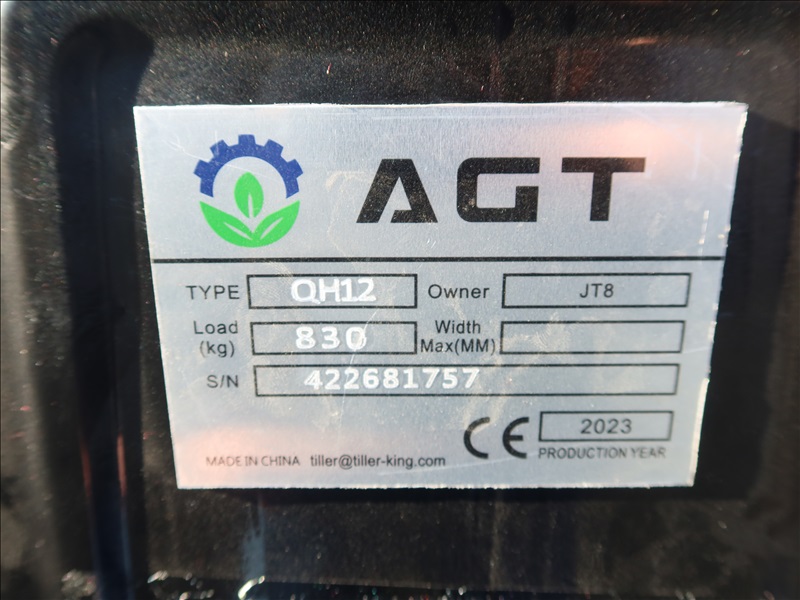 AGT
TYPE QH12 Owner JT8
Load (kg) 830 Width Max(MM)
S/N 422681757
CE 2023
MADE IN CHINA tiller@tiller-king.com PRODUCTION YEAR